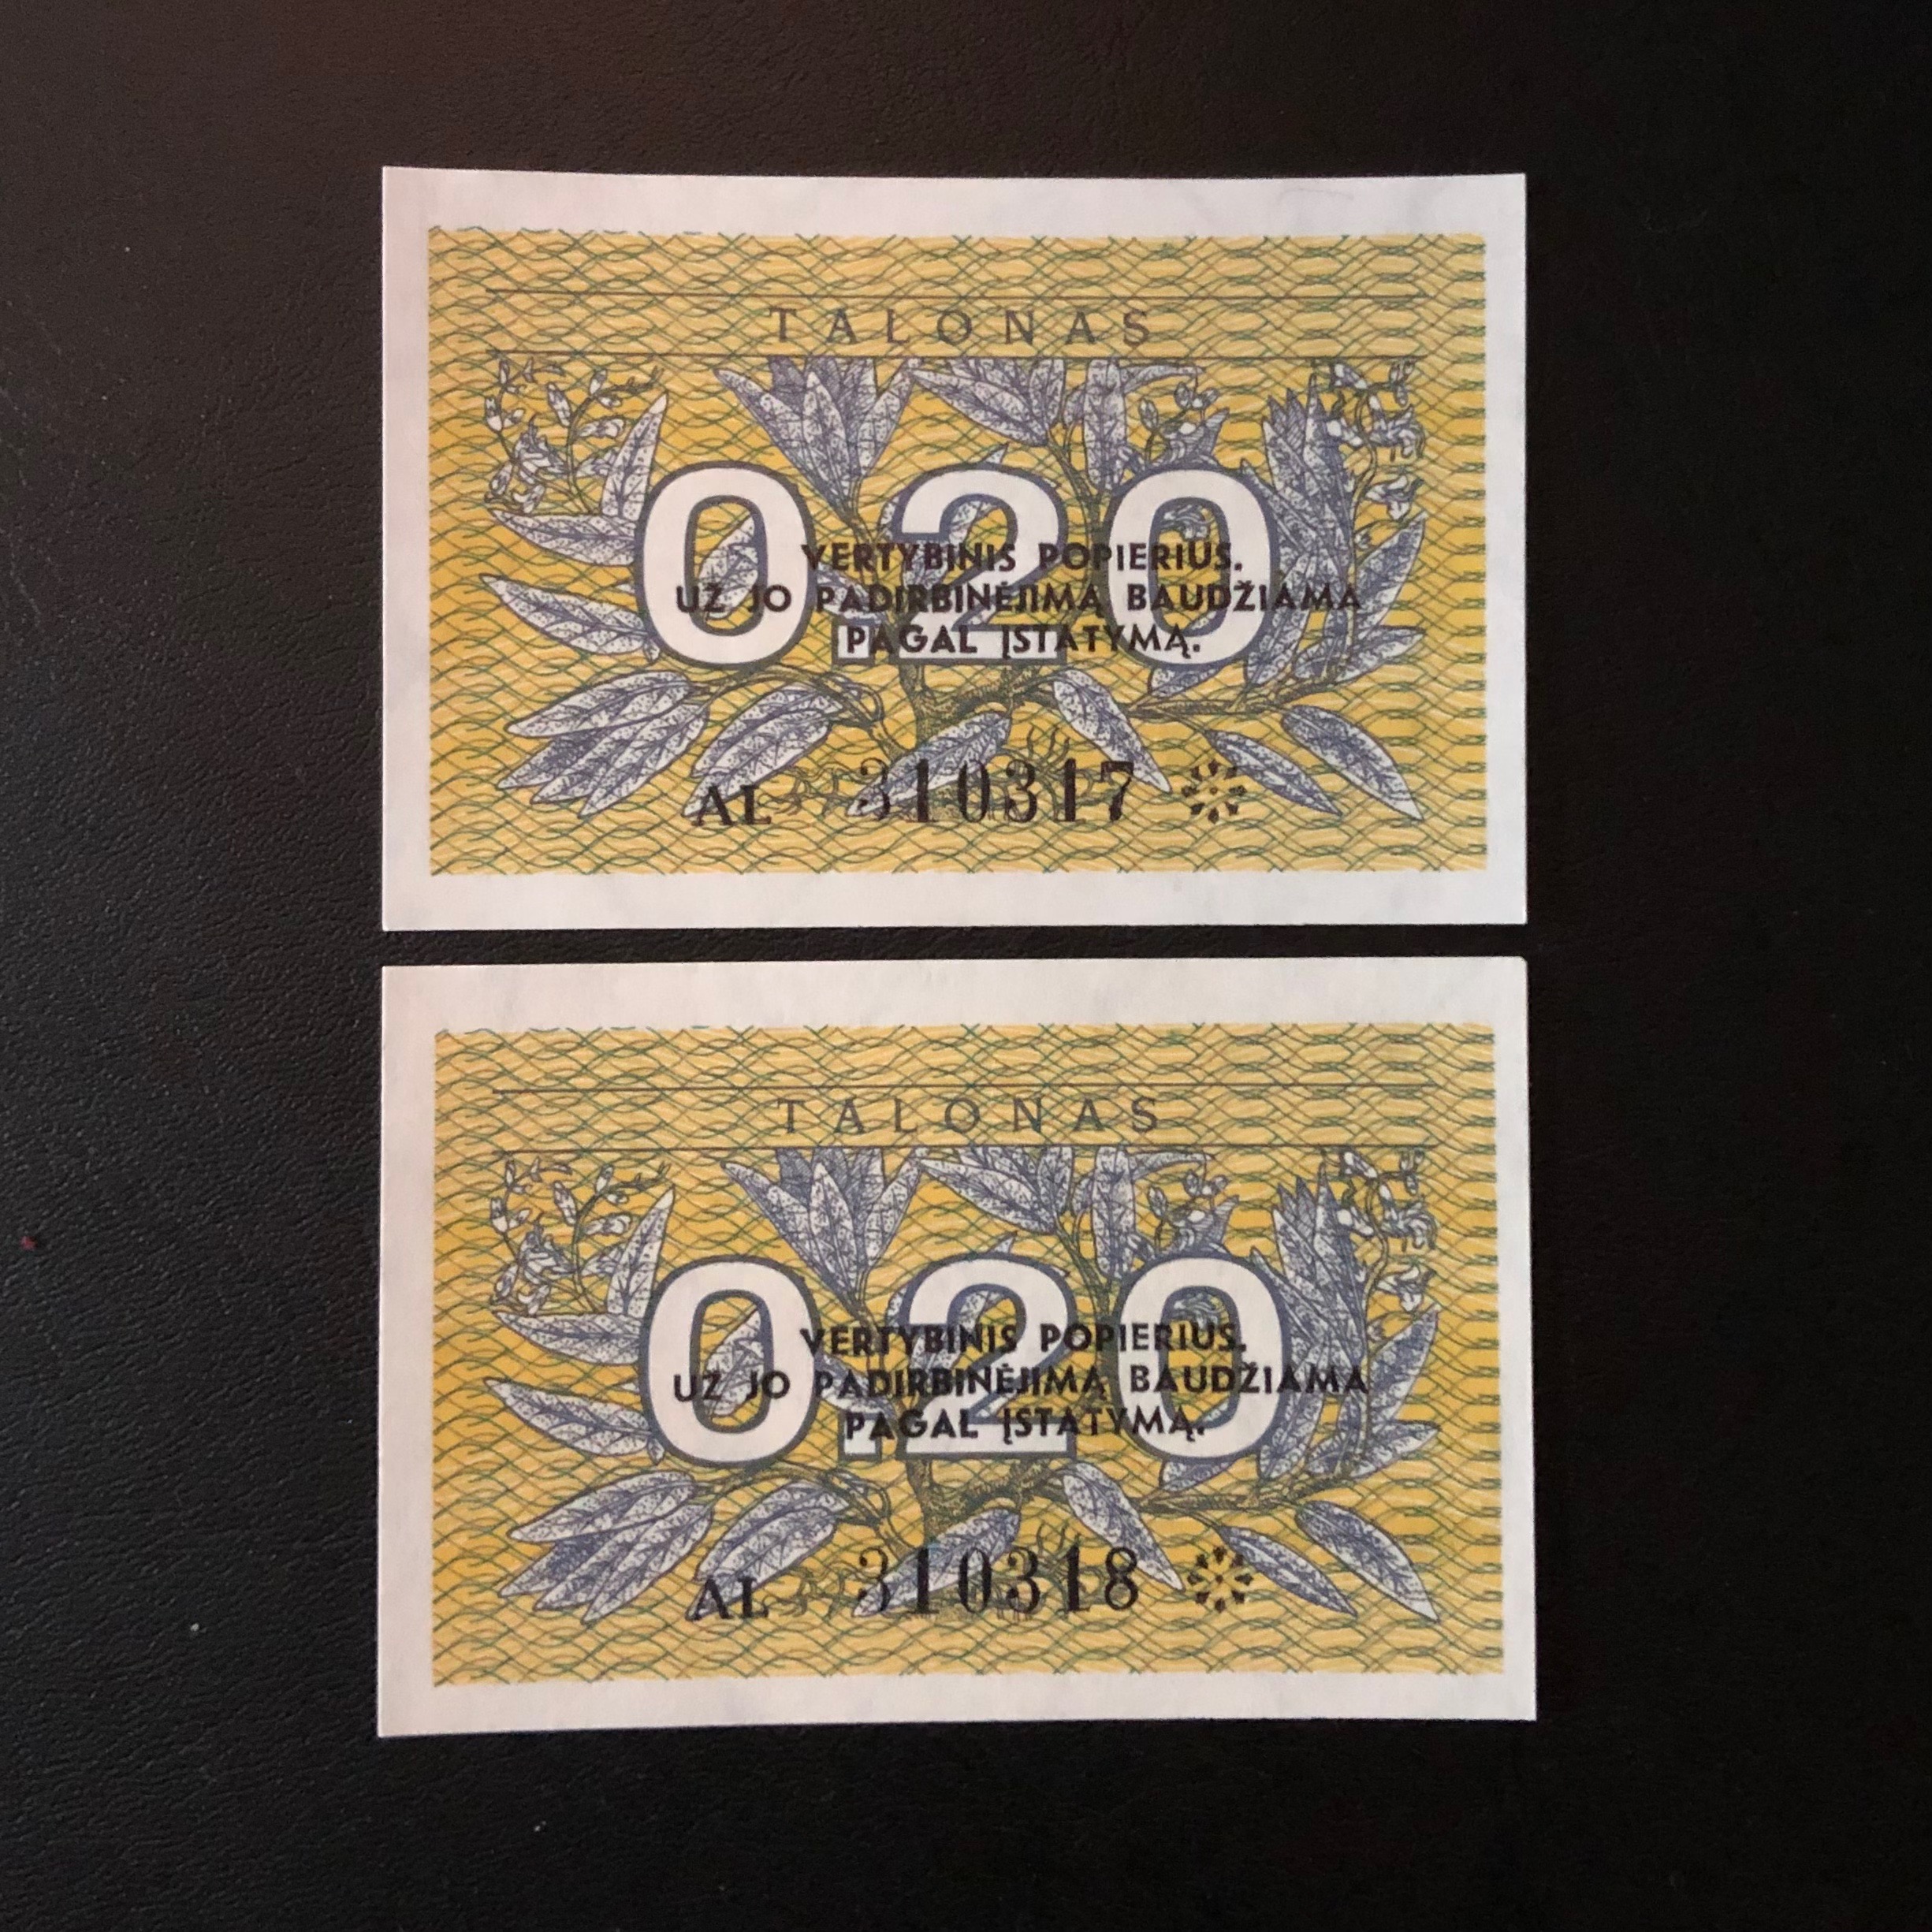 TALONAS
0.20
VERTYBINIS POPIERIUS.
UŽ JO PADIRBINĖJIMĄ BAUDŽIAMA
PAGAL ĮSTATYMĄ.
AL 310317
TALONAS
0.20
VERTYBINIS POPIERIUS.
UŽ JO PADIRBINĖJIMĄ BAUDŽIAMA
PAGAL ĮSTATYMĄ.
AL 310318